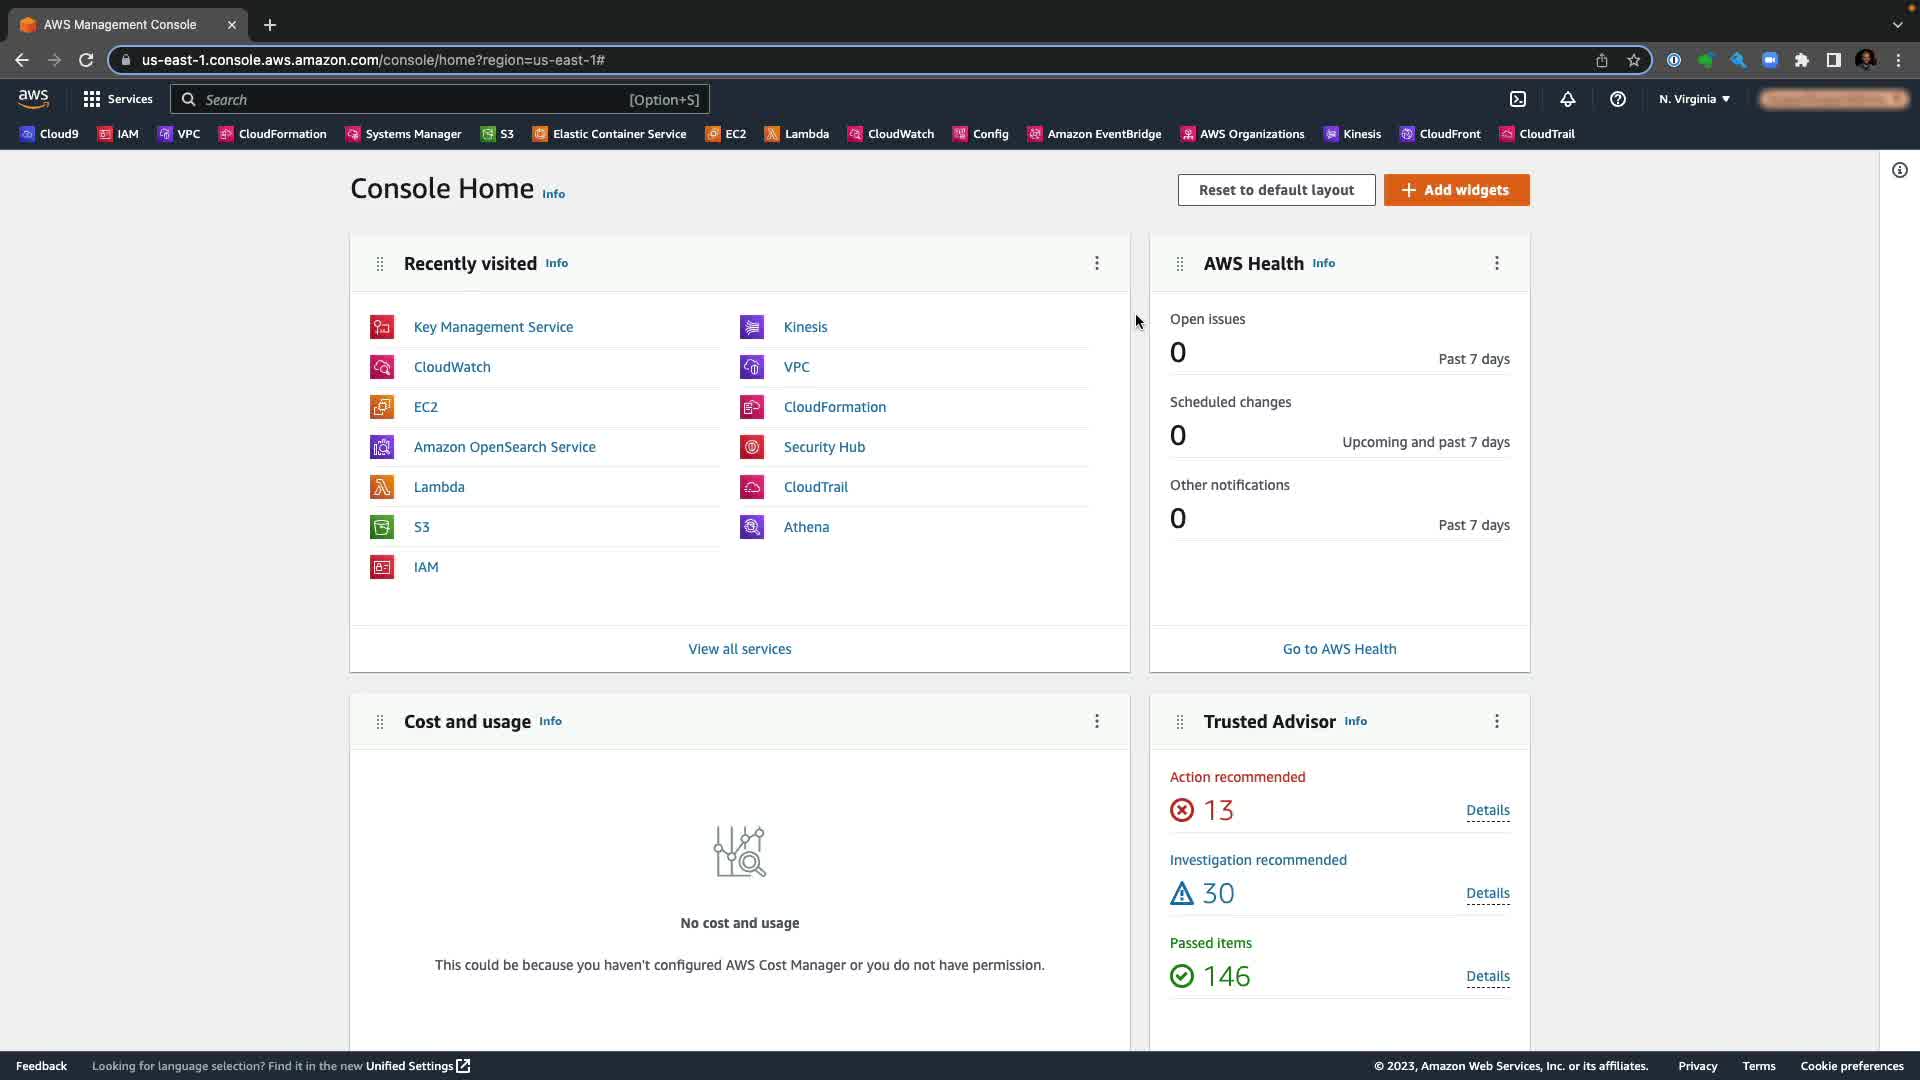 AWS Management Console
us-east-1.console.aws.amazon.com/console/home?region=us-east-1#
aws
Services
Search
[Option+S]
N. Virginia
Cloud9
IAM
VPC
CloudFormation
Systems Manager
S3
Elastic Container Service
EC2
Lambda
CloudWatch
Config
Amazon EventBridge
AWS Organizations
Kinesis
CloudFront
CloudTrail
Console Home Info
Reset to default layout
Add widgets
Recently visited Info
Key Management Service
CloudWatch
EC2
Amazon OpenSearch Service
Lambda
S3
IAM
Kinesis
VPC
CloudFormation
Security Hub
CloudTrail
Athena
View all services
AWS Health Info
Open issues
0
Past 7 days
Scheduled changes
0
Upcoming and past 7 days
Other notifications
0
Past 7 days
Go to AWS Health
Cost and usage Info
No cost and usage
This could be because you haven't configured AWS Cost Manager or you do not have permission.
Trusted Advisor Info
Action recommended
13
Details
Investigation recommended
30
Details
Passed items
146
Details
Feedback
Looking for language selection? Find it in the new Unified Settings
© 2023, Amazon Web Services, Inc. or its affiliates.
Privacy
Terms
Cookie preferences